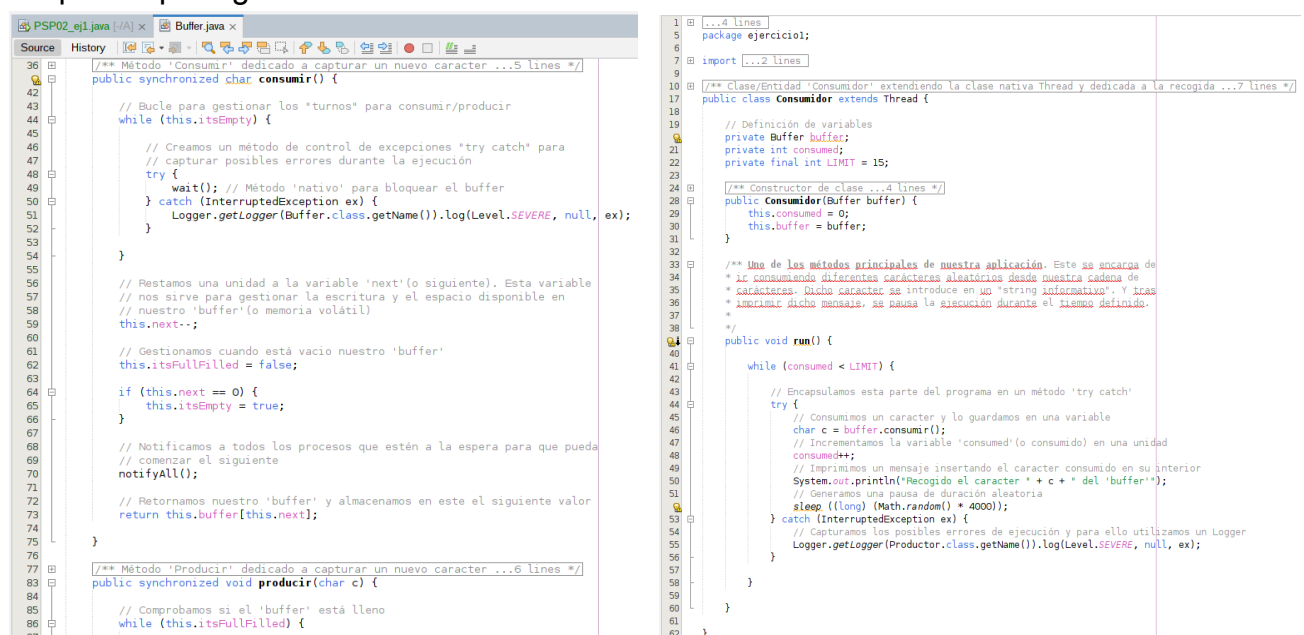 PSP02_ej1.java [-/A] × Buffer.java ×
Source History
36 /** Método 'Consumir' dedicado a capturar un nuevo caracter ...5 lines */
public synchronized char consumir() {
42
43 // Bucle para gestionar los "turnos" para consumir/producir
44 while (this.itsEmpty) {
45
46 // Creamos un método de control de excepciones "try catch" para
47 // capturar posibles errores durante la ejecución
48 try {
49 wait(); // Método 'nativo' para bloquear el buffer
50 } catch (InterruptedException ex) {
51 Logger.getLogger(Buffer.class.getName()).log(Level.SEVERE, null, ex);
52 }
53
54 }
55
56 // Restamos una unidad a la variable 'next'(o siguiente). Esta variable
57 // nos sirve para gestionar la escritura y el espacio disponible en
58 // nuestro 'buffer'(o memoria volátil)
59 this.next--;
60
61 // Gestionamos cuando está vacio nuestro 'buffer'
62 this.itsFullFilled = false;
63
64 if (this.next == 0) {
65 this.itsEmpty = true;
66 }
67
68 // Notificamos a todos los procesos que estén a la espera para que pueda
69 // comenzar el siguiente
70 notifyAll();
71
72 // Retornamos nuestro 'buffer' y almacenamos en este el siguiente valor
73 return this.buffer[this.next];
74
75 }
76
77 /** Método 'Producir' dedicado a capturar un nuevo caracter ...6 lines */
83 public synchronized void producir(char c) {
84
85 // Comprobamos si el 'buffer' está lleno
86 while (this.itsFullFilled) {
1 ...4 lines
5 package ejercicio1;
6
7 import ...2 lines
9
10 /** Clase/Entidad 'Consumidor' extendiendo la clase nativa Thread y dedicada a la recogida ...7 lines */
17 public class Consumidor extends Thread {
18
19 // Definición de variables
private Buffer buffer;
21 private int consumed;
22 private final int LIMIT = 15;
23
24 /** Constructor de clase ...4 lines */
28 public Consumidor(Buffer buffer) {
29 this.consumed = 0;
30 this.buffer = buffer;
31 }
32
33 /** Uno de los métodos principales de nuestra aplicación. Este se encarga de
34 * ir consumiendo diferentes carácteres aleatórios desde nuestra cadena de
35 * carácteres. Dicho caracter se introduce en un "string informativo". Y tras
36 * imprimir dicho mensaje, se pausa la ejecución durante el tiempo definido.
37 *
38 */
public void run() {
40
41 while (consumed < LIMIT) {
42
43 // Encapsulamos esta parte del programa en un método 'try catch'
44 try {
45 // Consumimos un caracter y lo guardamos en una variable
46 char c = buffer.consumir();
47 // Incrementamos la variable 'consumed'(o consumido) en una unidad
48 consumed++;
49 // Imprimimos un mensaje insertando el caracter consumido en su interior
50 System.out.println("Recogido el caracter " + c + " del 'buffer'");
51 // Generamos una pausa de duración aleatoria
sleep ((long) (Math.random() * 4000));
53 } catch (InterruptedException ex) {
54 // Capturamos los posibles errores de ejecución y para ello utilizamos un Logger
55 Logger.getLogger(Productor.class.getName()).log(Level.SEVERE, null, ex);
56 }
57
58 }
59
60 }
61
62 }